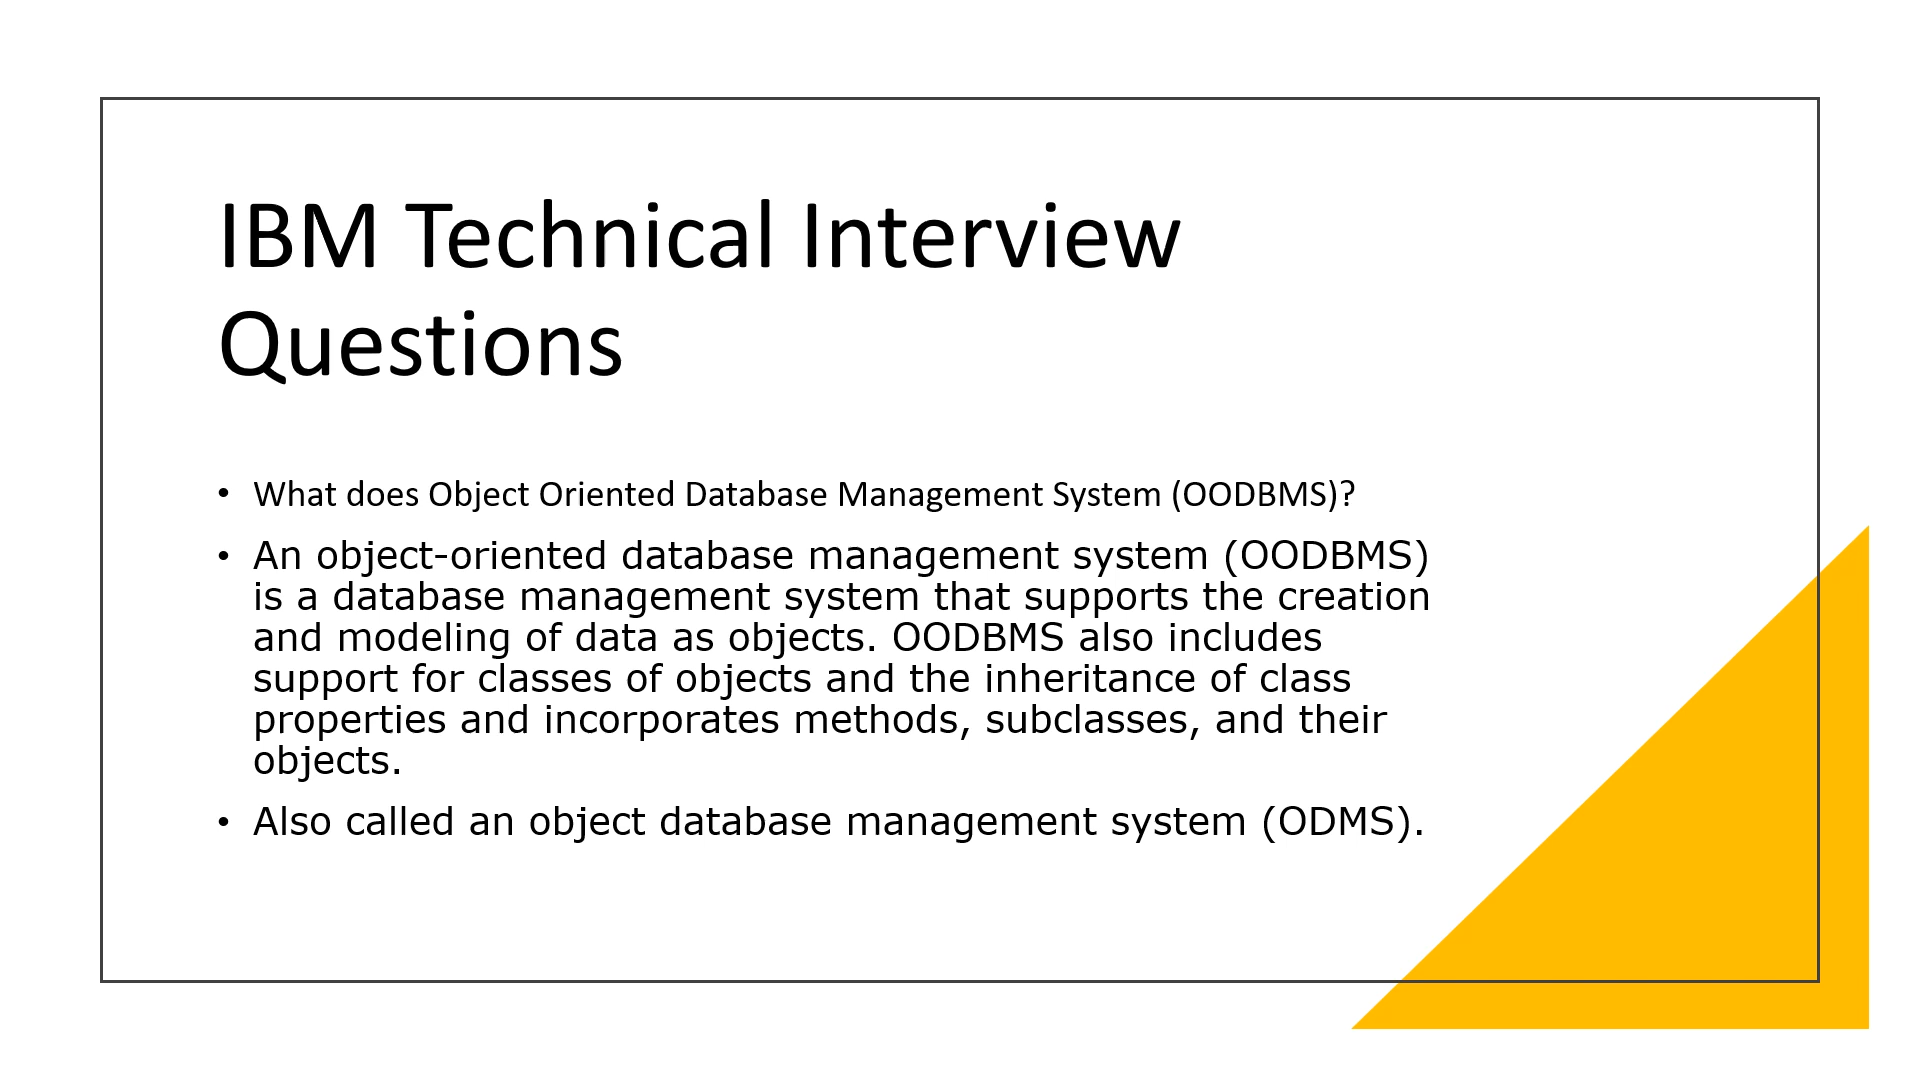 IBM Technical Interview
Questions
• What does Object Oriented Database Management System (OODBMS)?
• An object-oriented database management system (OODBMS)
is a database management system that supports the creation
and modeling of data as objects. OODBMS also includes
support for classes of objects and the inheritance of class
properties and incorporates methods, subclasses, and their
objects.
• Also called an object database management system (ODMS).